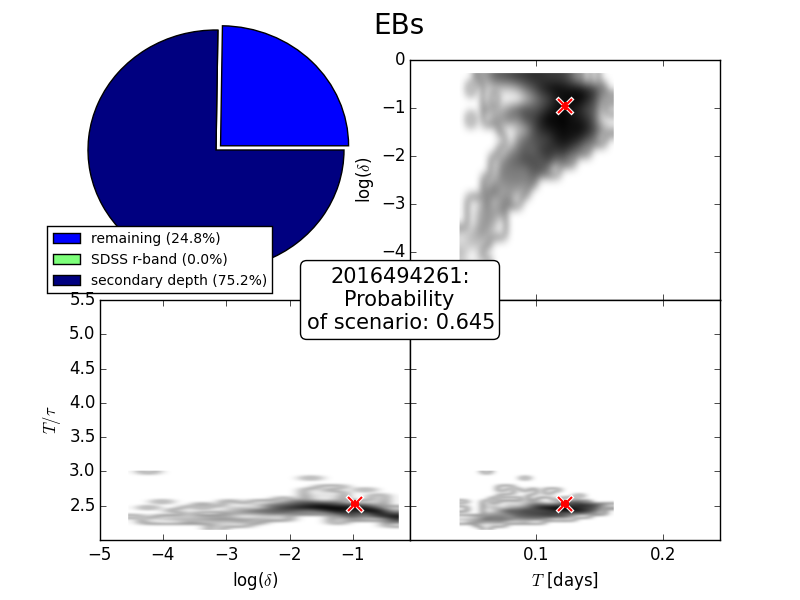 EBs
remaining (24.8%)
SDSS r-band (0.0%)
secondary depth (75.2%)
0
−1
−2
−3
−4
log(δ)
2016494261:
Probability
of scenario: 0.645
5.5
5.0
4.5
4.0
3.5
3.0
2.5
T/τ
−5 −4 −3 −2 −1
log(δ)
0.1 0.2
T [days]